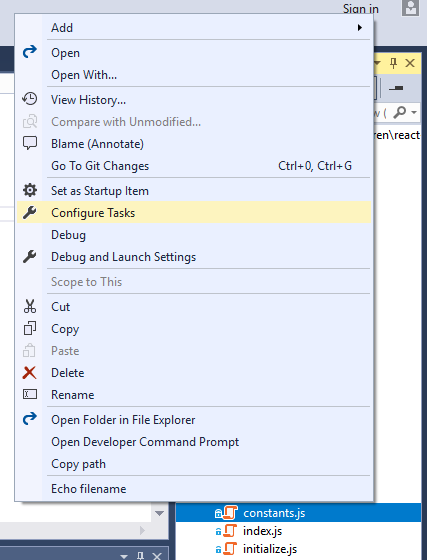 Sign in
Add
Open
Open With...
View History...
Compare with Unmodified...
w (
Blame (Annotate)
ren\react
Go To Git Changes Ctrl+0, Ctrl+G
Set as Startup Item
Configure Tasks
Debug
Debug and Launch Settings
Scope to This
Cut
Copy
Paste
Delete
Rename
Open Folder in File Explorer
Open Developer Command Prompt
Copy path
Echo filename
constants.js
index.js
initialize.js